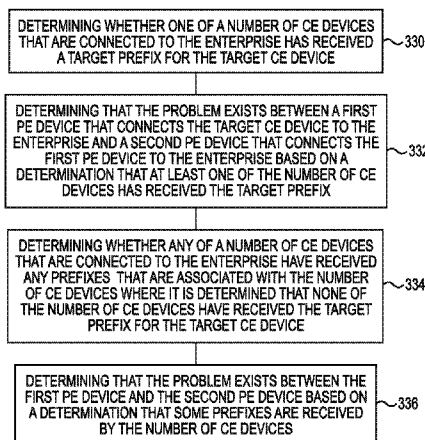 DETERMINING WHETHER ONE OF A NUMBER OF CE DEVICES
THAT ARE CONNECTED TO THE ENTERPRISE HAS RECEIVED
A TARGET PREFIX FOR THE TARGET CE DEVICE
330
DETERMINING THAT THE PROBLEM EXISTS BETWEEN A FIRST
PE DEVICE THAT CONNECTS THE TARGET CE DEVICE TO THE
ENTERPRISE AND A SECOND PE DEVICE THAT CONNECTS THE
FIRST PE DEVICE TO THE ENTERPRISE BASED ON A
DETERMINATION THAT AT LEAST ONE OF THE NUMBER OF CE
DEVICES HAS RECEIVED THE TARGET PREFIX
332
DETERMINING WHETHER ANY OF A NUMBER OF CE DEVICES
THAT ARE CONNECTED TO THE ENTERPRISE HAVE RECEIVED
ANY PREFIXES THAT ARE ASSOCIATED WITH THE NUMBER
OF CE DEVICES WHERE IT IS DETERMINED THAT NONE OF
THE NUMBER OF CE DEVICES HAVE RECEIVED THE TARGET
PREFIX FOR THE TARGET CE DEVICE
334
DETERMINING THAT THE PROBLEM EXISTS BETWEEN THE
FIRST PE DEVICE AND THE SECOND PE DEVICE BASED ON
A DETERMINATION THAT SOME PREFIXES ARE RECEIVED
BY THE NUMBER OF CE DEVICES
336